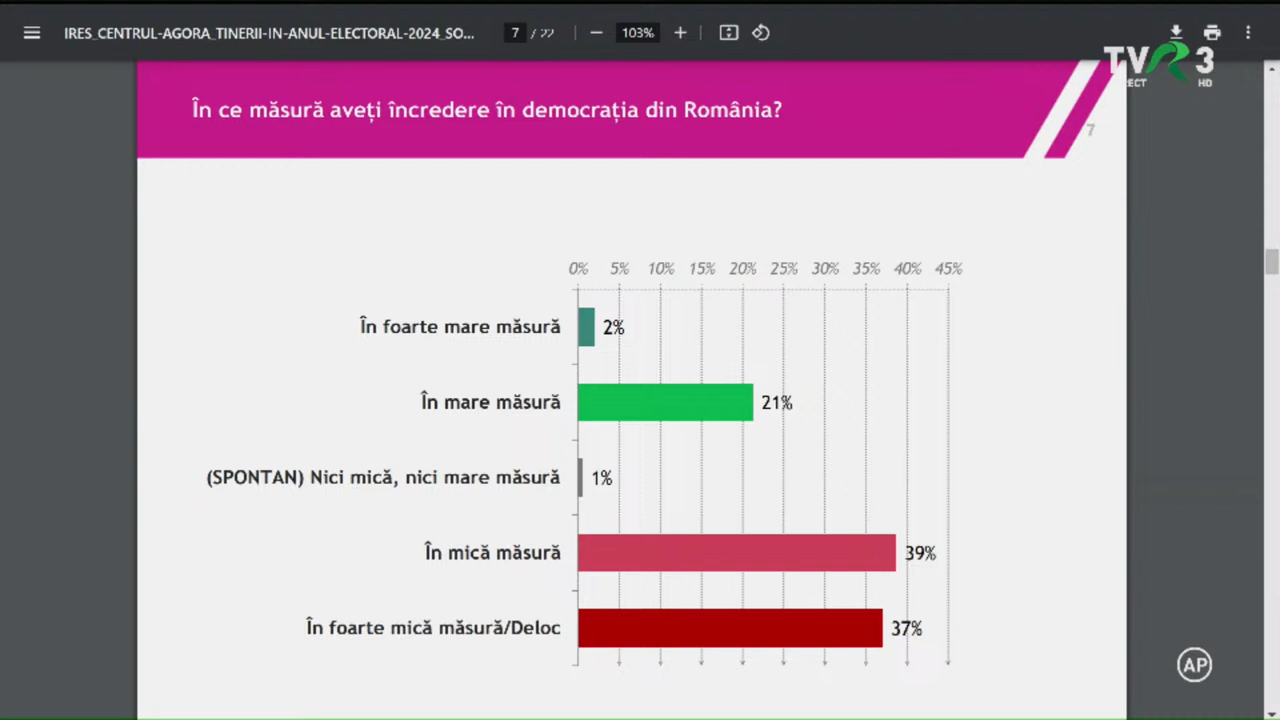 IRES_CENTRUL-AGORA_TINERII-IN-ANUL-ELECTORAL-2024_SO...
7 / 22
103%
TVR 3
RECT HD
În ce măsură aveți încredere în democrația din România?
7
0% 5% 10% 15% 20% 25% 30% 35% 40% 45%
În foarte mare măsură 2%
În mare măsură 21%
(SPONTAN) Nici mică, nici mare măsură 1%
În mică măsură 39%
În foarte mică măsură/Deloc 37%
AP